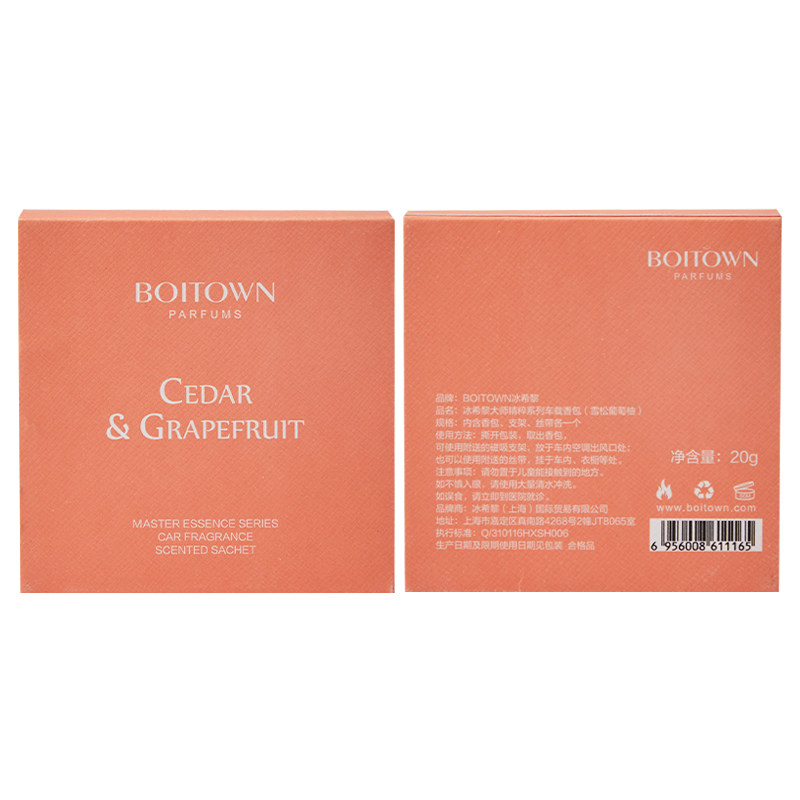 BOITOWN
PARFUMS
CEDAR
& GRAPEFRUIT
MASTER ESSENCE SERIES
CAR FRAGRANCE
SCENTED SACHET
BOITOWN
PARFUMS
品牌：BOITOWN冰希黎
品名：冰希黎大师精粹系列车载香包（雪松葡萄柚）
规格：内含香包、支架、丝带各一个
使用方法：撕开包装，取出香包。
可使用附送的磁吸支架，放于车内空调出风口处；
也可以使用附送的丝带，挂于车内、衣橱等处。
注意事项：请勿置于儿童能接触到的地方。
如不慎入眼，请使用大量清水冲洗。
如误食，请立即到医院就诊。
品牌商：冰希黎（上海）国际贸易有限公司
地址：上海市嘉定区真南路4268号2幢JT8065室
执行标准：Q/310116HXSH006
生产日期及限期使用日期见包装 合格品
净含量：20g
www.boitown.com
6 956008 611165